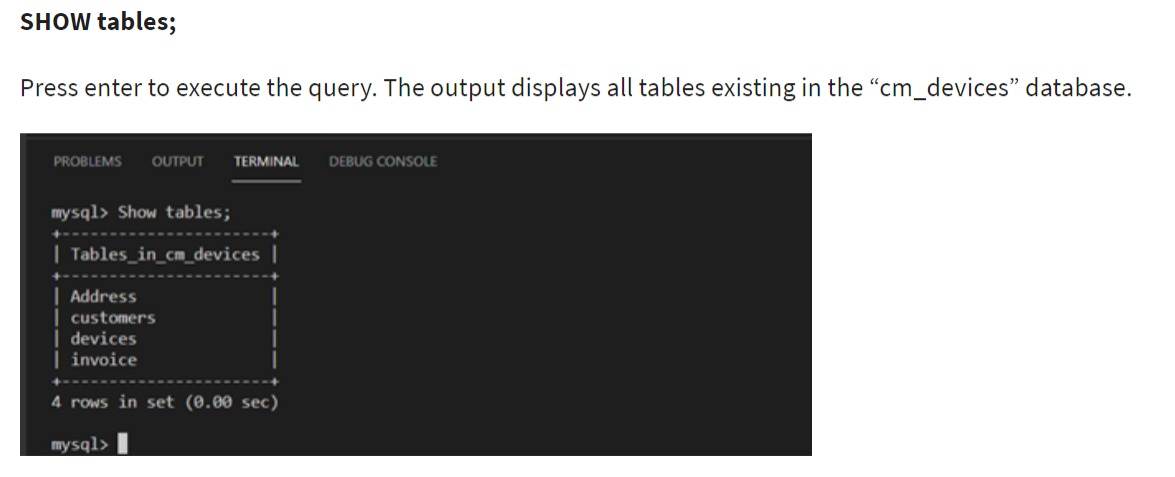 SHOW tables;
Press enter to execute the query. The output displays all tables existing in the “cm_devices” database.
PROBLEMS OUTPUT TERMINAL DEBUG CONSOLE
mysql> Show tables;
+----------------------+
| Tables_in_cm_devices |
+----------------------+
| Address              |
| customers            |
| devices              |
| invoice              |
+----------------------+
4 rows in set (0.00 sec)
mysql>